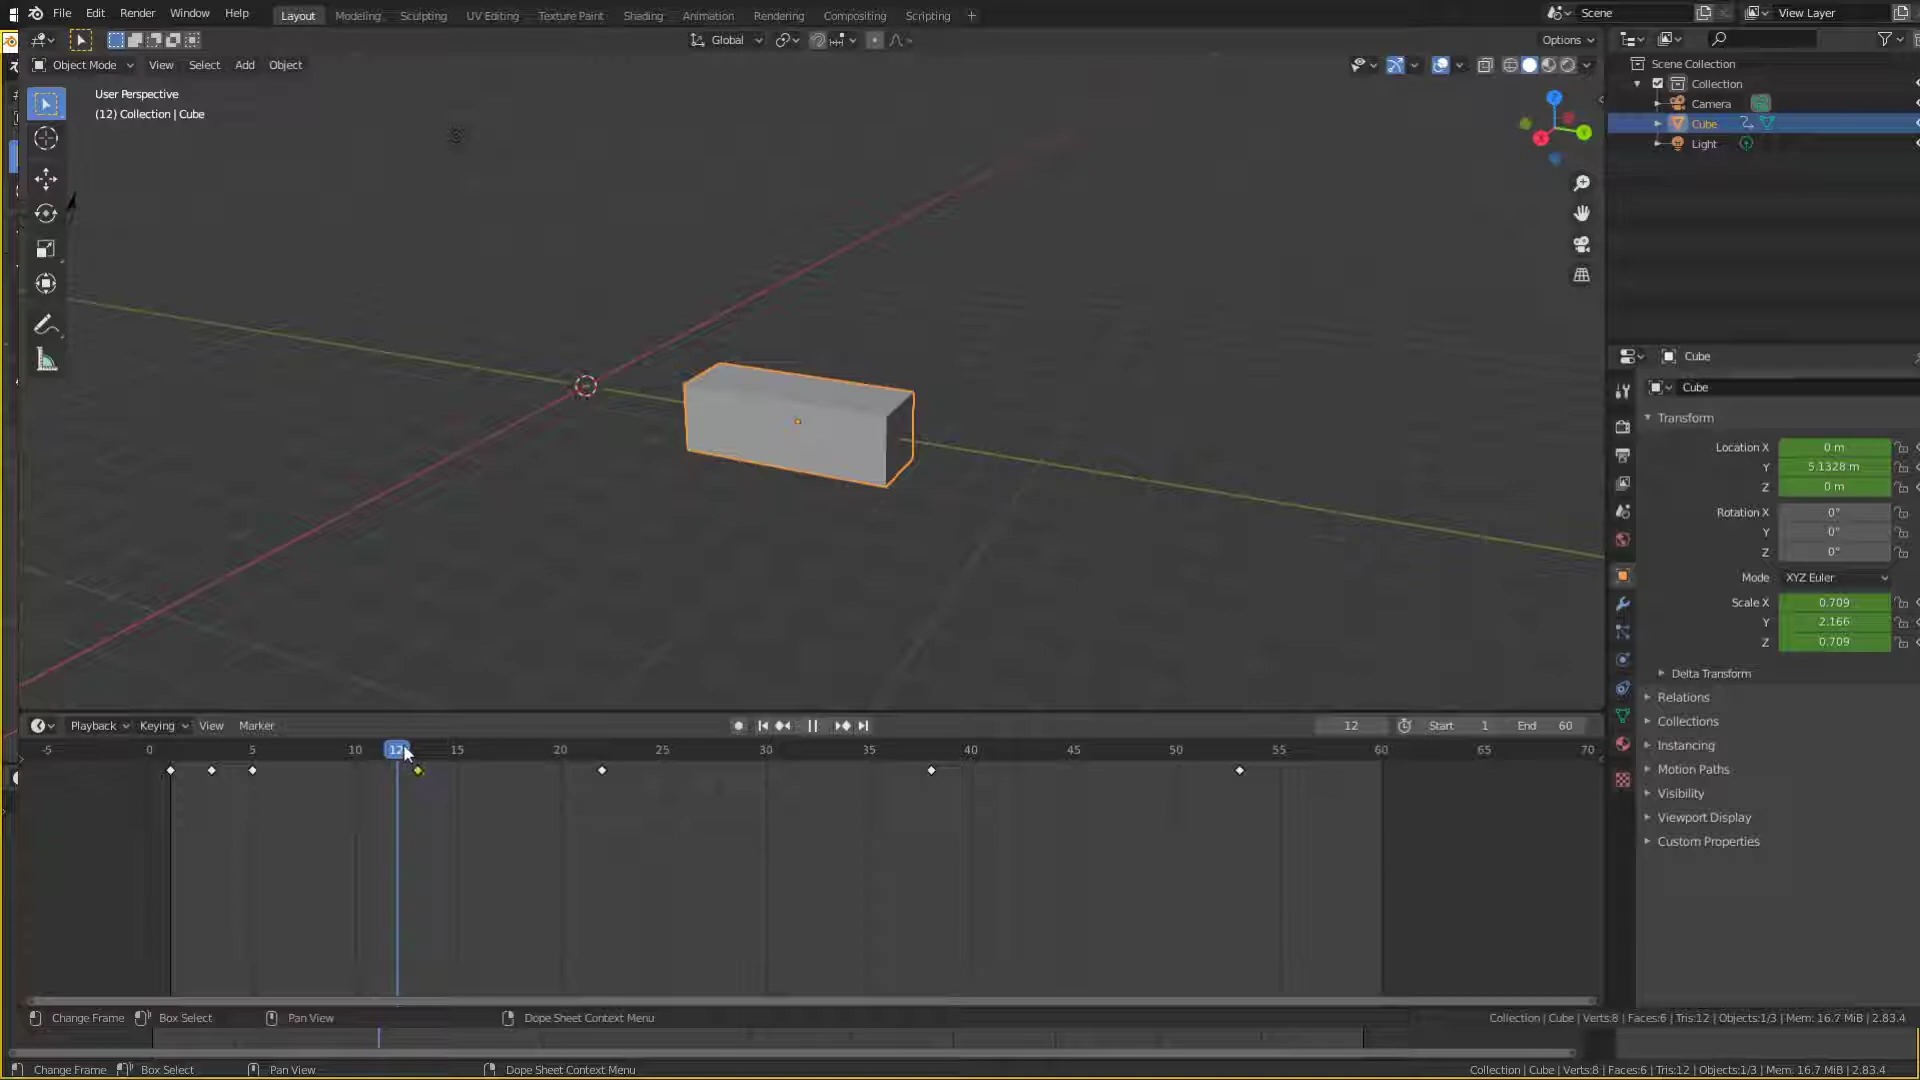 File Edit Render Window Help Layout Modeling Sculpting UV Editing Texture Paint Shading Animation Rendering Compositing Scripting + Scene View Layer
Global Options
Object Mode View Select Add Object
User Perspective
(12) Collection | Cube
Scene Collection
Collection
Camera
Cube
Light
Z
Y
X
Cube
Cube
Transform
Location X 0 m
Y 5.1328 m
Z 0 m
Rotation X 0°
Y 0°
Z 0°
Mode XYZ Euler
Scale X 0.709
Y 2.166
Z 0.709
Delta Transform
Relations
Collections
Instancing
Motion Paths
Visibility
Viewport Display
Custom Properties
Playback Keying View Marker 12 Start 1 End 60
-5 0 5 10 12 15 20 25 30 35 40 45 50 55 60 65 70
Change Frame Box Select Pan View Dope Sheet Context Menu Collection | Cube | Verts:8 | Faces:6 | Tris:12 | Objects:1/3 | Mem: 16.7 MiB | 2.83.4
Change Frame Box Select Pan View Dope Sheet Context Menu Collection | Cube | Verts:8 | Faces:6 | Tris:12 | Objects:1/3 | Mem: 16.7 MiB | 2.83.4